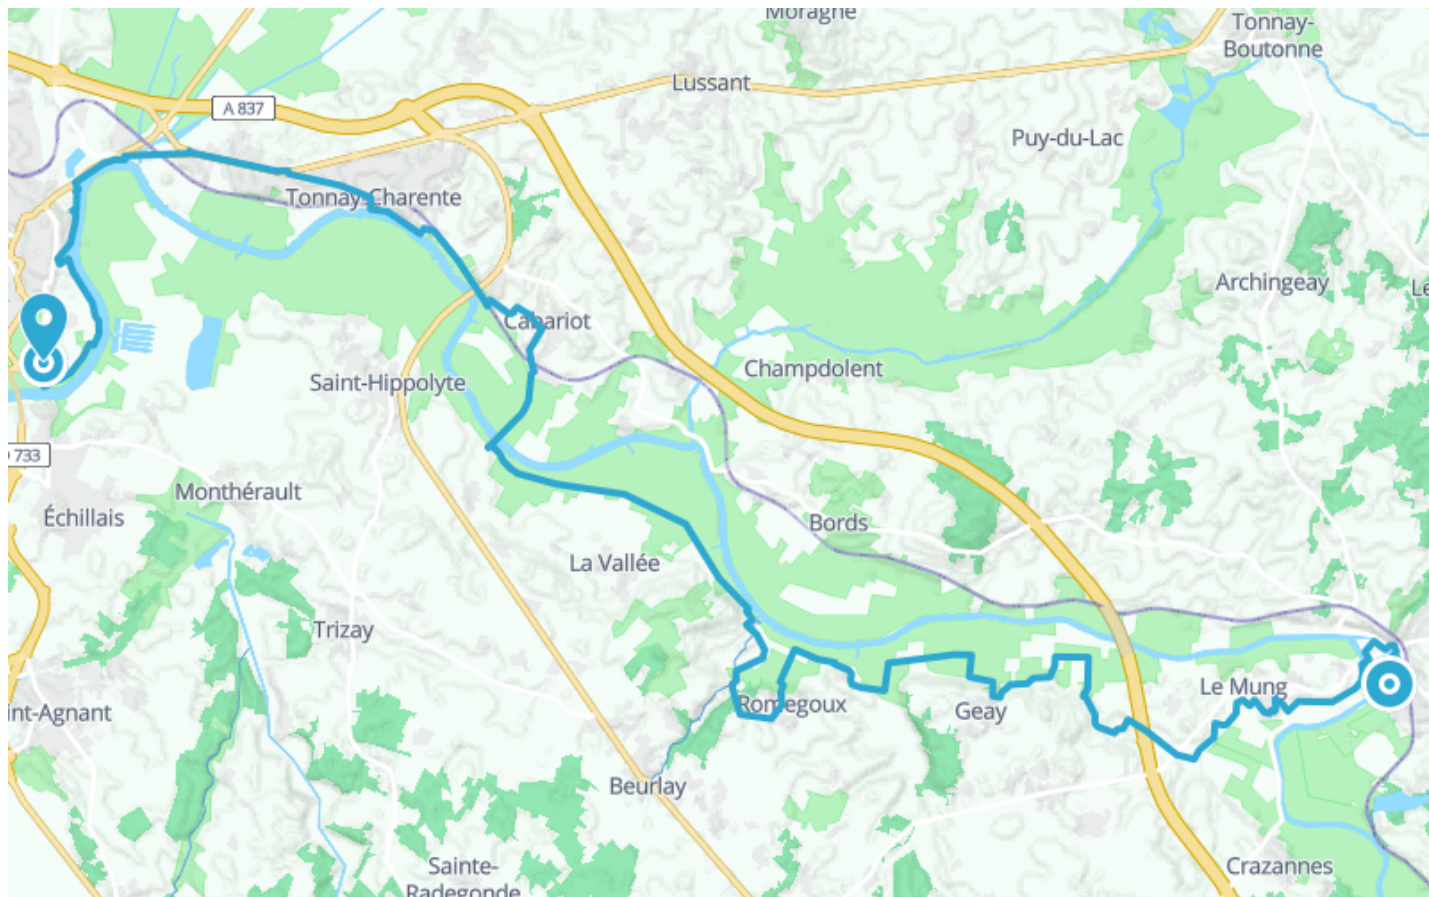 Moragne
Tonnay-
Boutonne
Lussant
A 837
Puy-du-Lac
Tonnay-Charente
Archingeay
Le
Cabariot
Champdolent
Saint-Hippolyte
733
Monthérault
Échillais
Bords
La Vallée
Trizay
Le Mung
int-Agnant
Romegoux
Geay
Beurlay
Sainte-
Radegonde
Crazannes